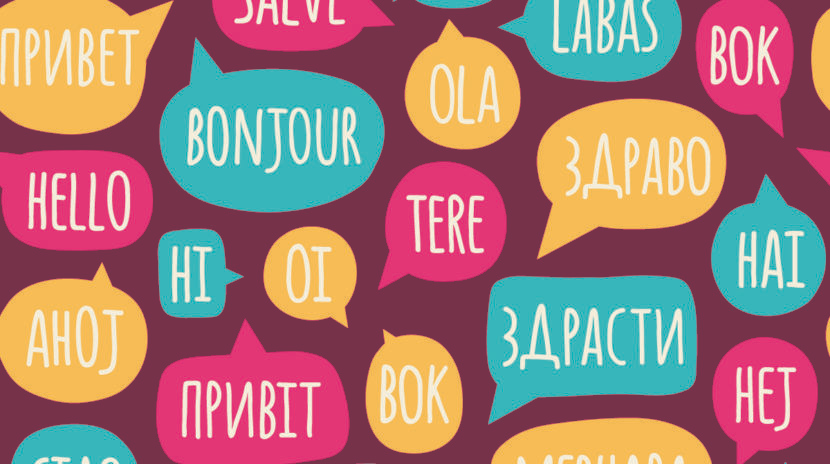 SALVE
LABAS
ПРИВЕТ
OLA
BOK
BONJOUR
ЗДРАВО
HELLO
TERE
HAI
HI
OI
AHOJ
ЗДРАСТИ
ПРИВІТ
BOK
HEJ